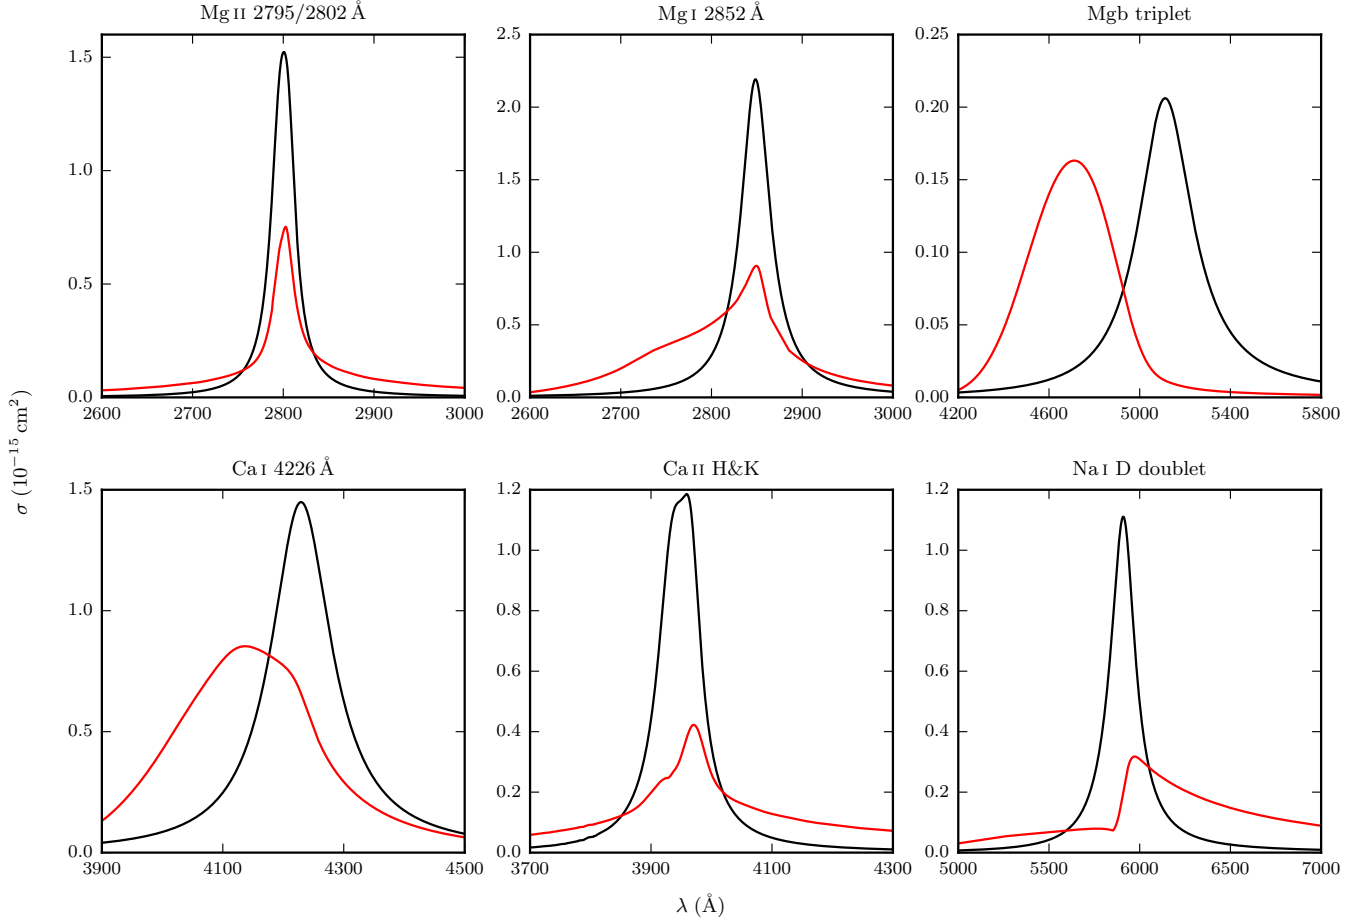 Mg II 2795/2802 Å
Mg I 2852 Å
Mgb triplet
1.5
1.0
0.5
0.0
2600 2700 2800 2900 3000
2.5
2.0
1.5
1.0
0.5
0.0
2600 2700 2800 2900 3000
0.25
0.20
0.15
0.10
0.05
0.00
4200 4600 5000 5400 5800
σ (10⁻¹⁵ cm²)
Ca I 4226 Å
Ca II H&K
Na I D doublet
1.5
1.0
0.5
0.0
3900 4100 4300 4500
1.2
1.0
0.8
0.6
0.4
0.2
0.0
3700 3900 4100 4300
1.2
1.0
0.8
0.6
0.4
0.2
0.0
5000 5500 6000 6500 7000
λ (Å)